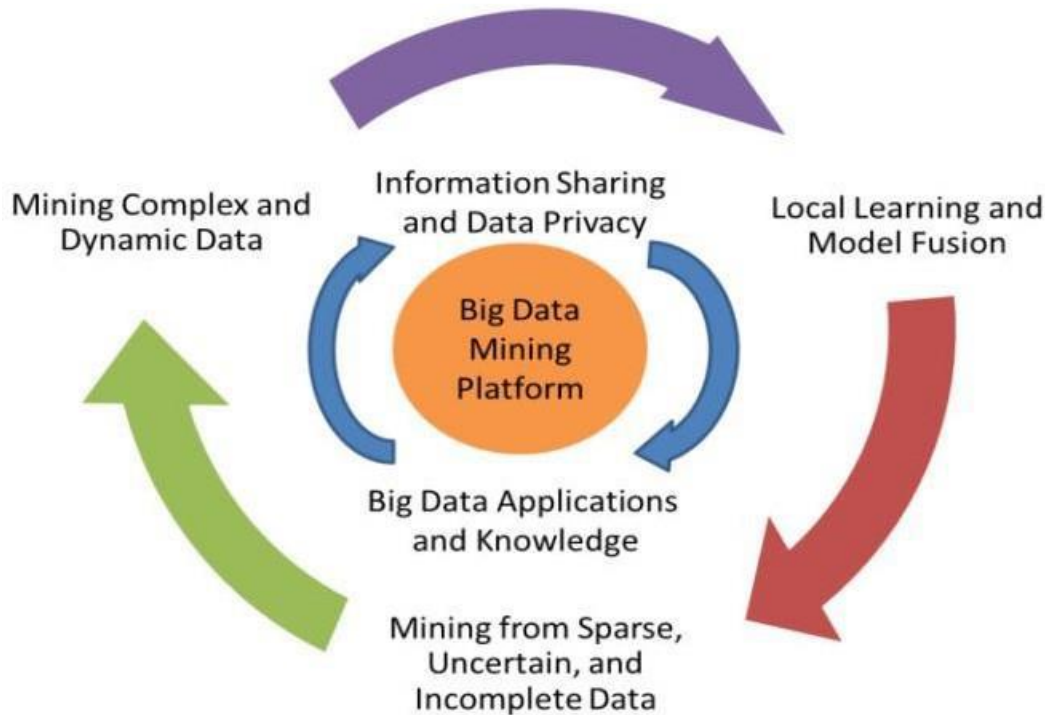 Information Sharing
and Data Privacy
Mining Complex and
Dynamic Data
Local Learning and
Model Fusion
Big Data
Mining
Platform
Big Data Applications
and Knowledge
Mining from Sparse,
Uncertain, and
Incomplete Data